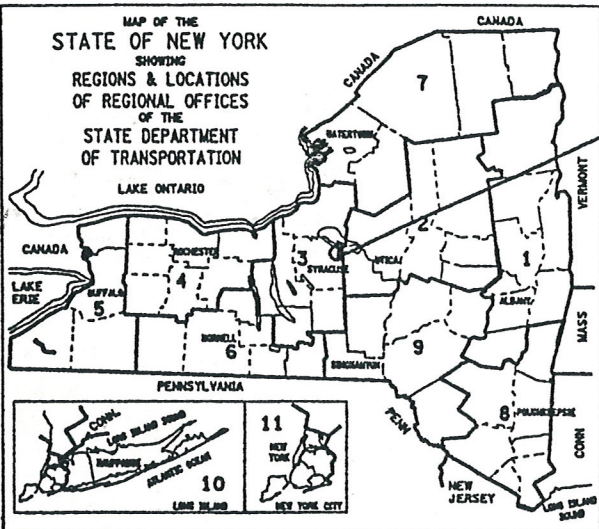 MAP OF THE
STATE OF NEW YORK
SHOWING
REGIONS & LOCATIONS
OF REGIONAL OFFICES
OF THE
STATE DEPARTMENT
OF TRANSPORTATION
CANADA
CANADA
7
WATERTOWN
LAKE ONTARIO
VERMONT
CANADA
ROCHESTER
3
SYRACUSE
UTICA
2
1
LAKE
ERIE
BUFFALO
5
4
ALBANY
MASS
HORNELL
6
9
BINGHAMTON
PENNSYLVANIA
PENN
8
POUGHKEEPSIE
CONN
CONN.
LONG ISLAND SOUND
HAUPPAUGE
ATLANTIC OCEAN
10
LONG ISLAND
11
NEW
YORK
NEW YORK CITY
NEW
JERSEY
LONG ISLAND
SOUND